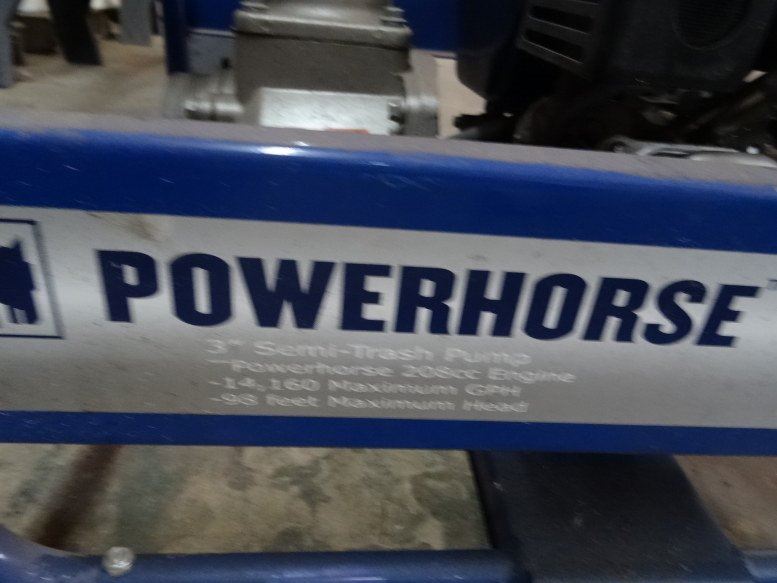 POWERHORSE
3" Semi-Trash Pump
-Powerhorse 208cc Engine
-14,160 Maximum GPH
-98 feet Maximum Head